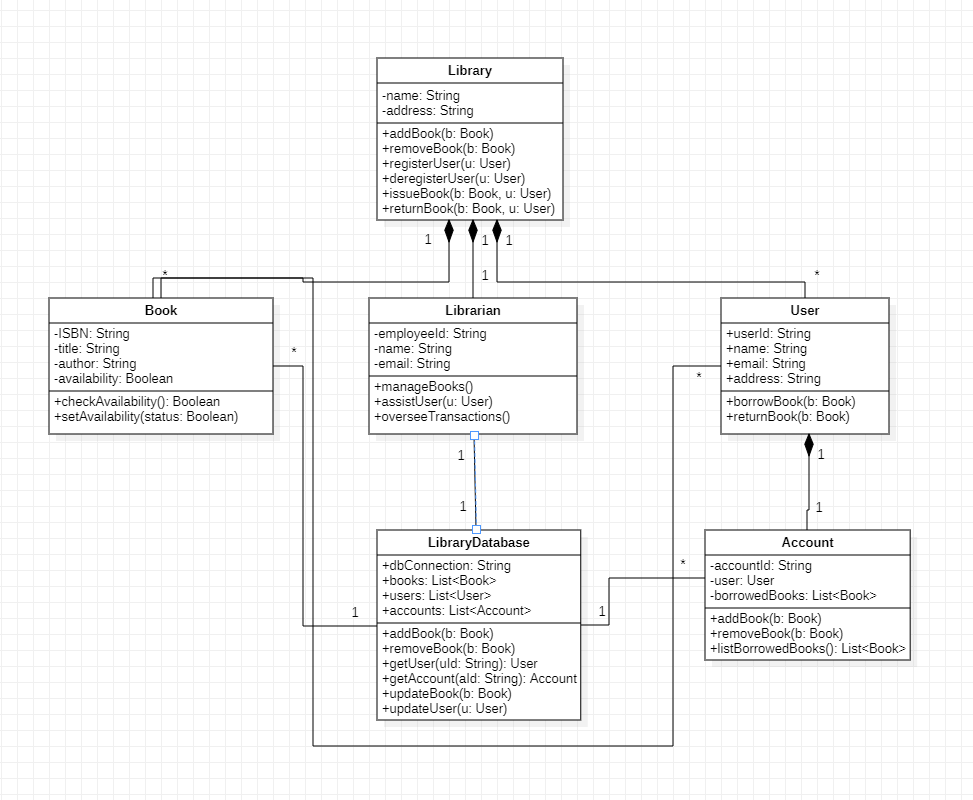 Library
-name: String
-address: String
+addBook(b: Book)
+removeBook(b: Book)
+registerUser(u: User)
+deregisterUser(u: User)
+issueBook(b: Book, u: User)
+returnBook(b: Book, u: User)
1
1
1
*
1
*
Book
-ISBN: String
-title: String
-author: String
-availability: Boolean
+checkAvailability(): Boolean
+setAvailability(status: Boolean)
*
Librarian
-employeeId: String
-name: String
-email: String
+manageBooks()
+assistUser(u: User)
+overseeTransactions()
User
+userId: String
+name: String
+email: String
+address: String
+borrowBook(b: Book)
+returnBook(b: Book)
*
1
1
1
1
LibraryDatabase
+dbConnection: String
+books: List<Book>
+users: List<User>
+accounts: List<Account>
+addBook(b: Book)
+removeBook(b: Book)
+getUser(uId: String): User
+getAccount(aId: String): Account
+updateBook(b: Book)
+updateUser(u: User)
1
1
*
Account
-accountId: String
-user: User
-borrowedBooks: List<Book>
+addBook(b: Book)
+removeBook(b: Book)
+listBorrowedBooks(): List<Book>